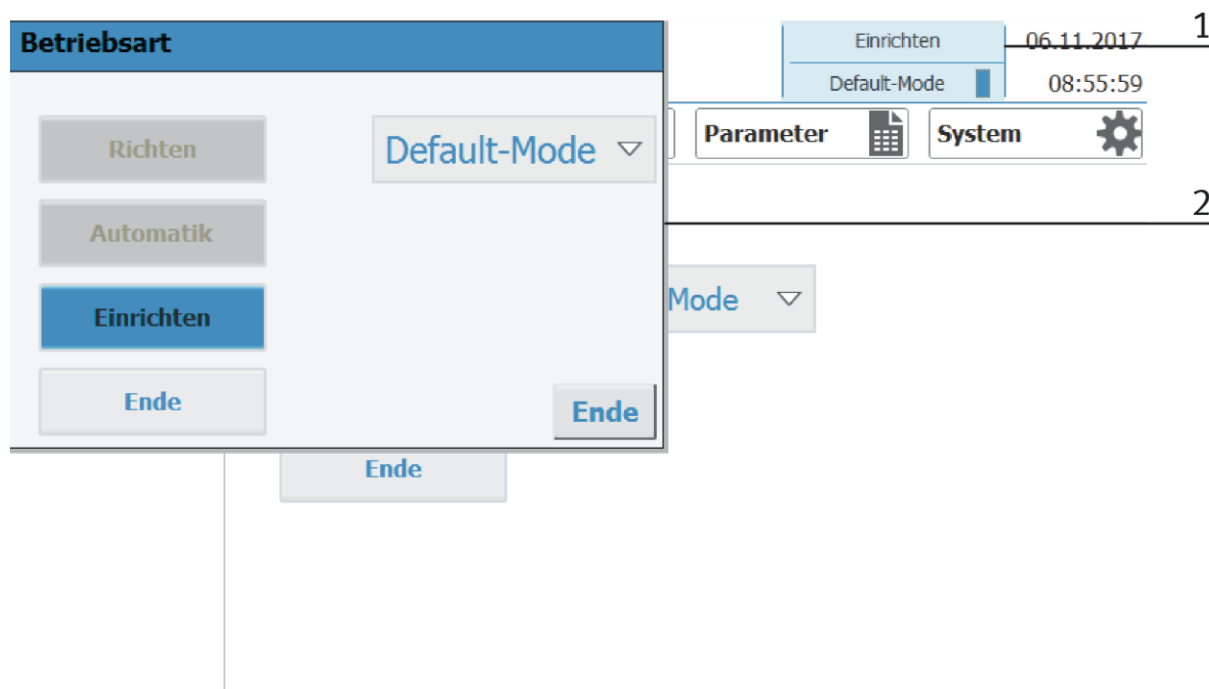 Betriebsart
Einrichten
06.11.2017
1
Default-Mode
08:55:59
Richten
Default-Mode
Parameter
System
2
Automatik
Einrichten
Mode
Ende
Ende
Ende